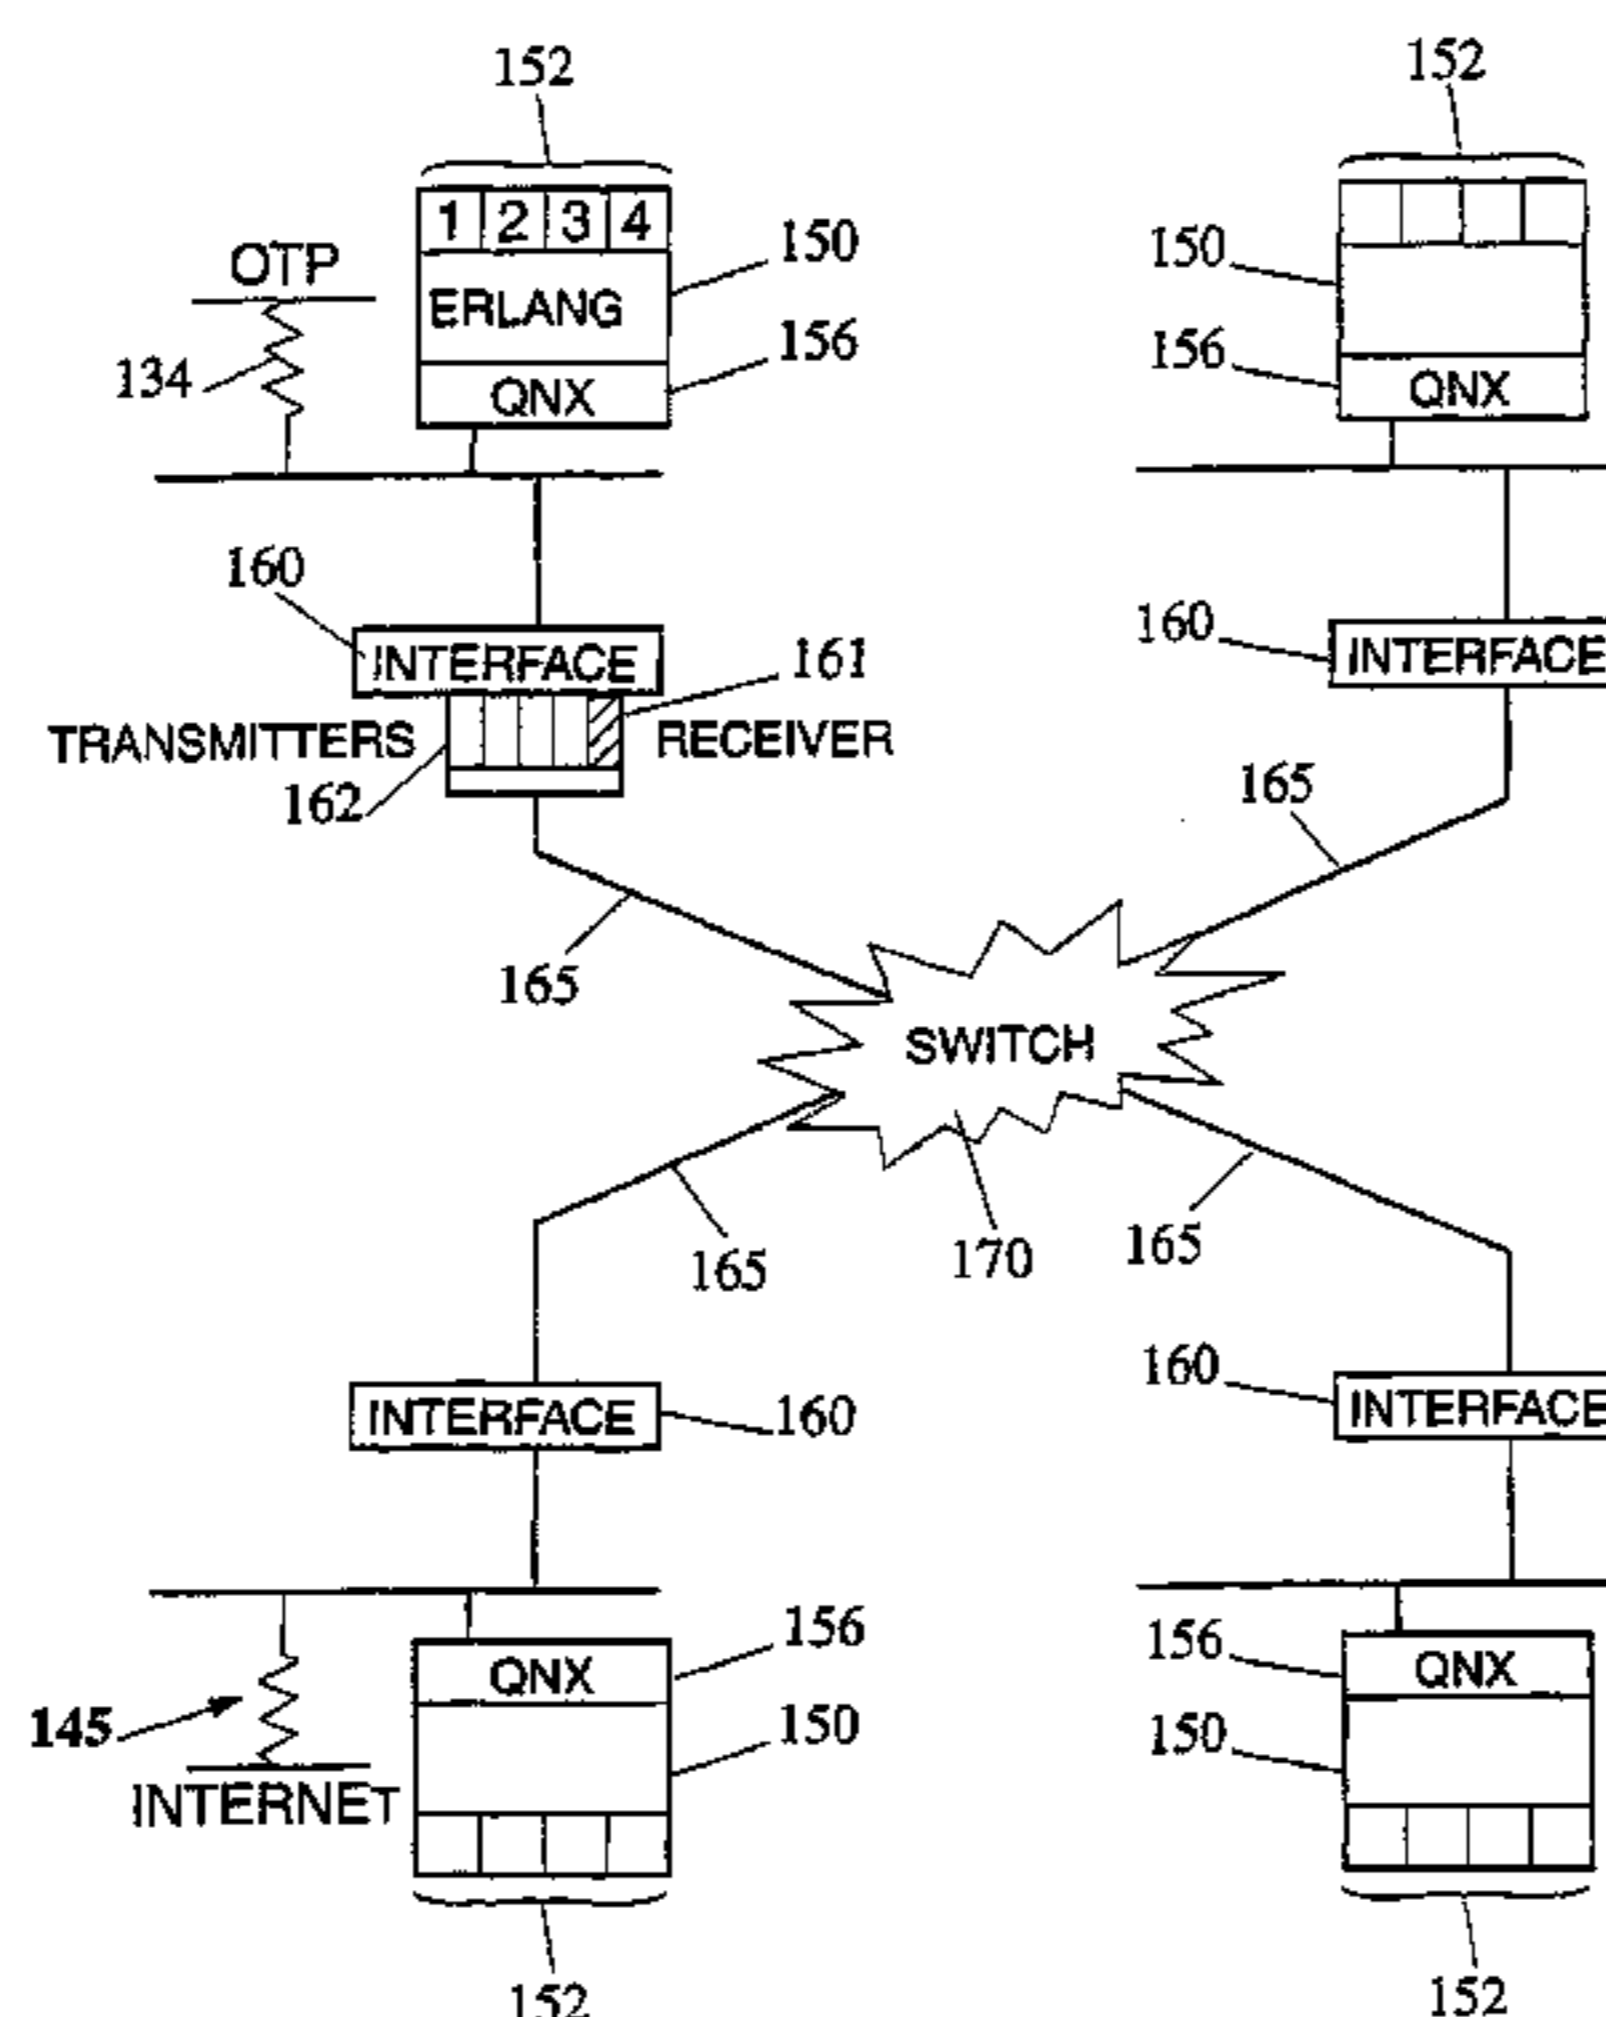 152
152
1 2 3 4
150
150
OTP
ERLANG
156
156
134
QNX
QNX
160
160
INTERFACE
161
INTERFACE
TRANSMITTERS
RECEIVER
162
165
165
SWITCH
165
170
165
160
INTERFACE
160
INTERFACE
156
156
QNX
QNX
145
150
150
INTERNET
152
152